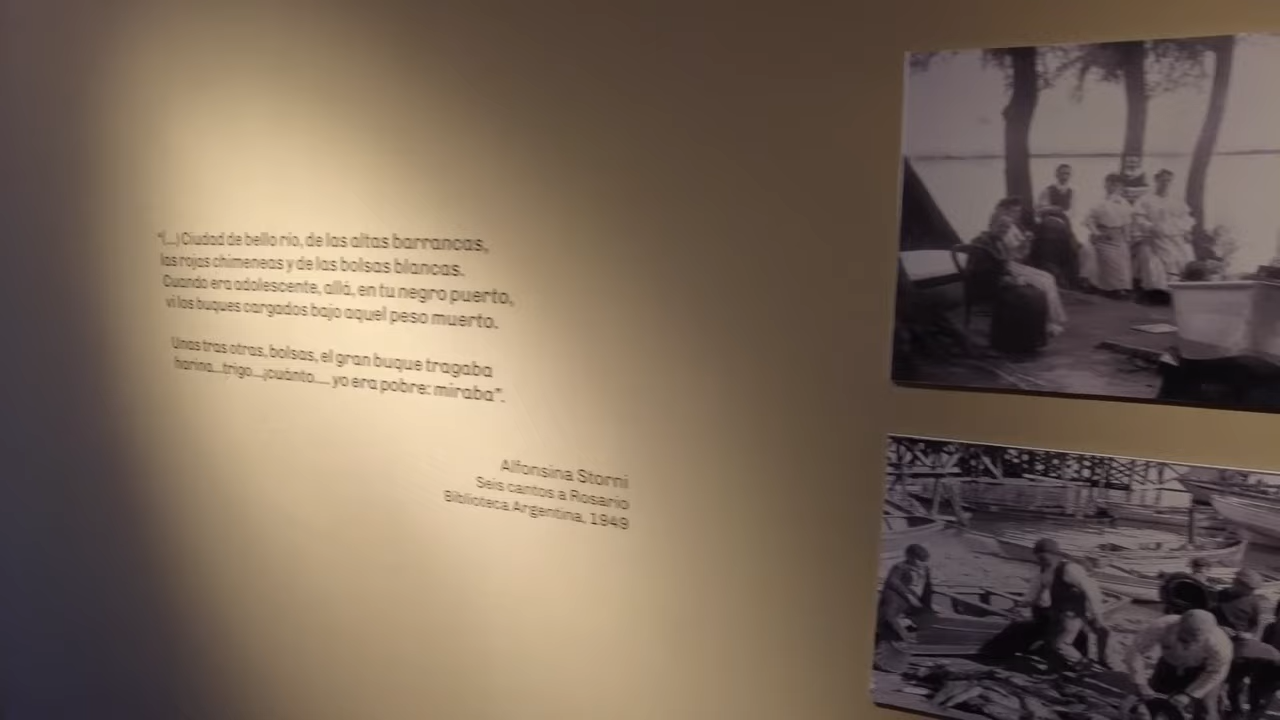 “(...) Ciudad de bello río, de las altas barrancas,
las rojas chimeneas y de las bolsas blancas.
Cuando era adolescente, allá, en tu negro puerto,
vi los buques cargados bajo aquel peso muerto.
Unas tras otras, bolsas, el gran buque tragaba
harina...trigo...¡cuánto.... yo era pobre: miraba”.
Alfonsina Storni
Seis cantos a Rosario
Biblioteca Argentina, 1949